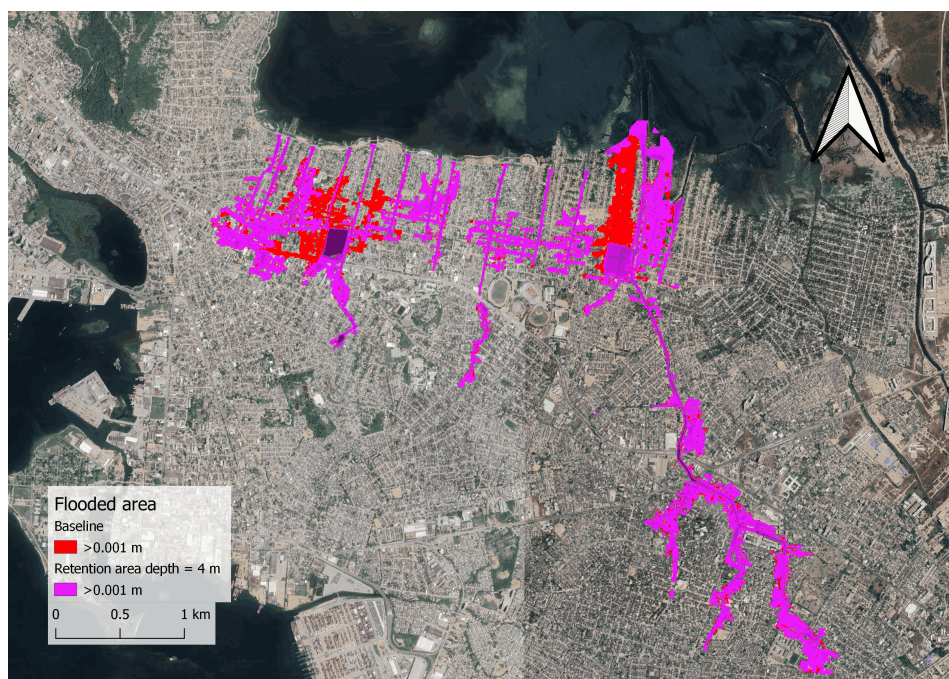 Flooded area
Baseline
>0.001 m
Retention area depth = 4 m
>0.001 m
0 0.5 1 km